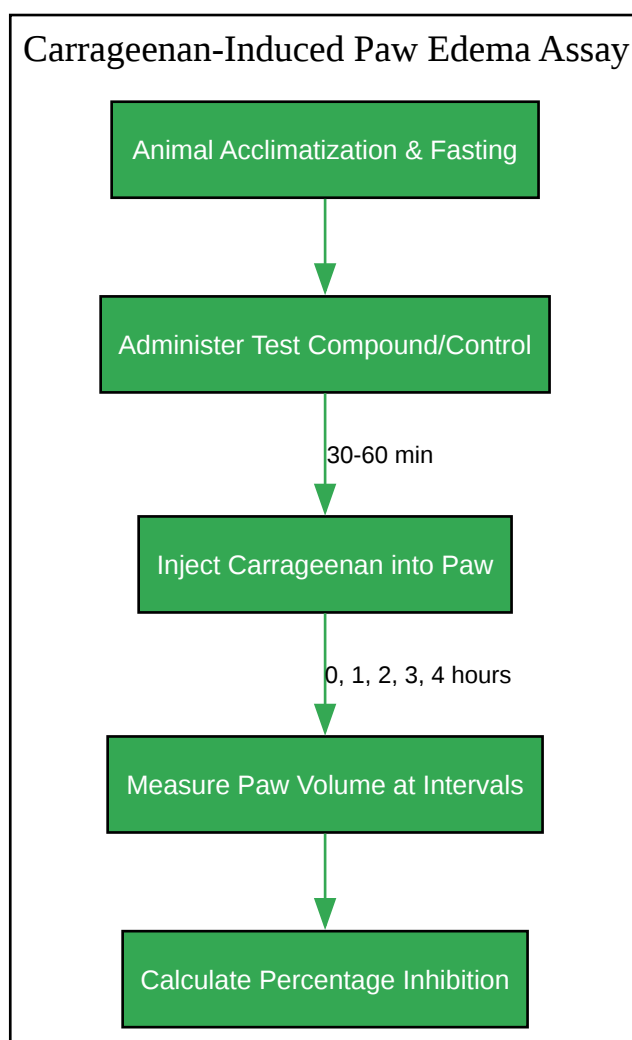 Carrageenan-Induced Paw Edema Assay
Animal Acclimatization & Fasting
Administer Test Compound/Control
30-60 min
Inject Carrageenan into Paw
0, 1, 2, 3, 4 hours
Measure Paw Volume at Intervals
Calculate Percentage Inhibition